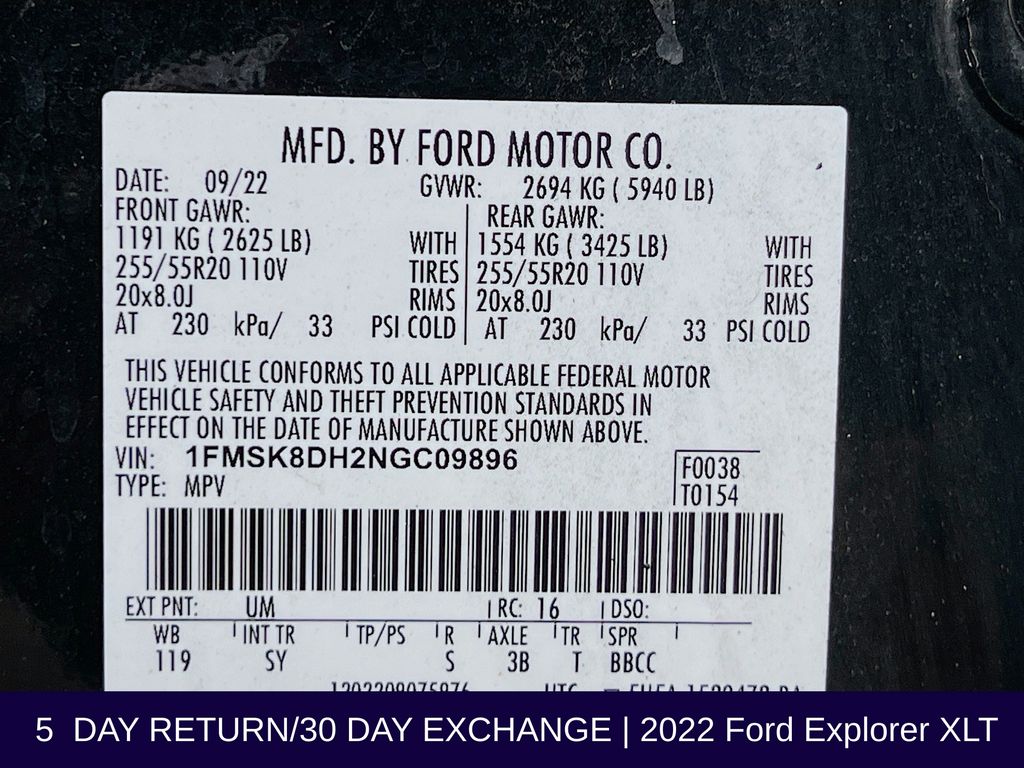 MFD. BY FORD MOTOR CO.
DATE: 09/22 GVWR: 2694 KG ( 5940 LB)
FRONT GAWR: REAR GAWR:
1191 KG ( 2625 LB) WITH 1554 KG ( 3425 LB) WITH
255/55R20 110V TIRES 255/55R20 110V TIRES
20x8.0J RIMS 20x8.0J RIMS
AT 230 kPa/ 33 PSI COLD AT 230 kPa/ 33 PSI COLD
THIS VEHICLE CONFORMS TO ALL APPLICABLE FEDERAL MOTOR
VEHICLE SAFETY AND THEFT PREVENTION STANDARDS IN
EFFECT ON THE DATE OF MANUFACTURE SHOWN ABOVE.
VIN: 1FMSK8DH2NGC09896 F0038
TYPE: MPV T0154
EXT PNT: UM RC: 16 DSO:
WB INT TR TP/PS R AXLE TR SPR
119 SY S 3B T BBCC
5 DAY RETURN/30 DAY EXCHANGE | 2022 Ford Explorer XLT